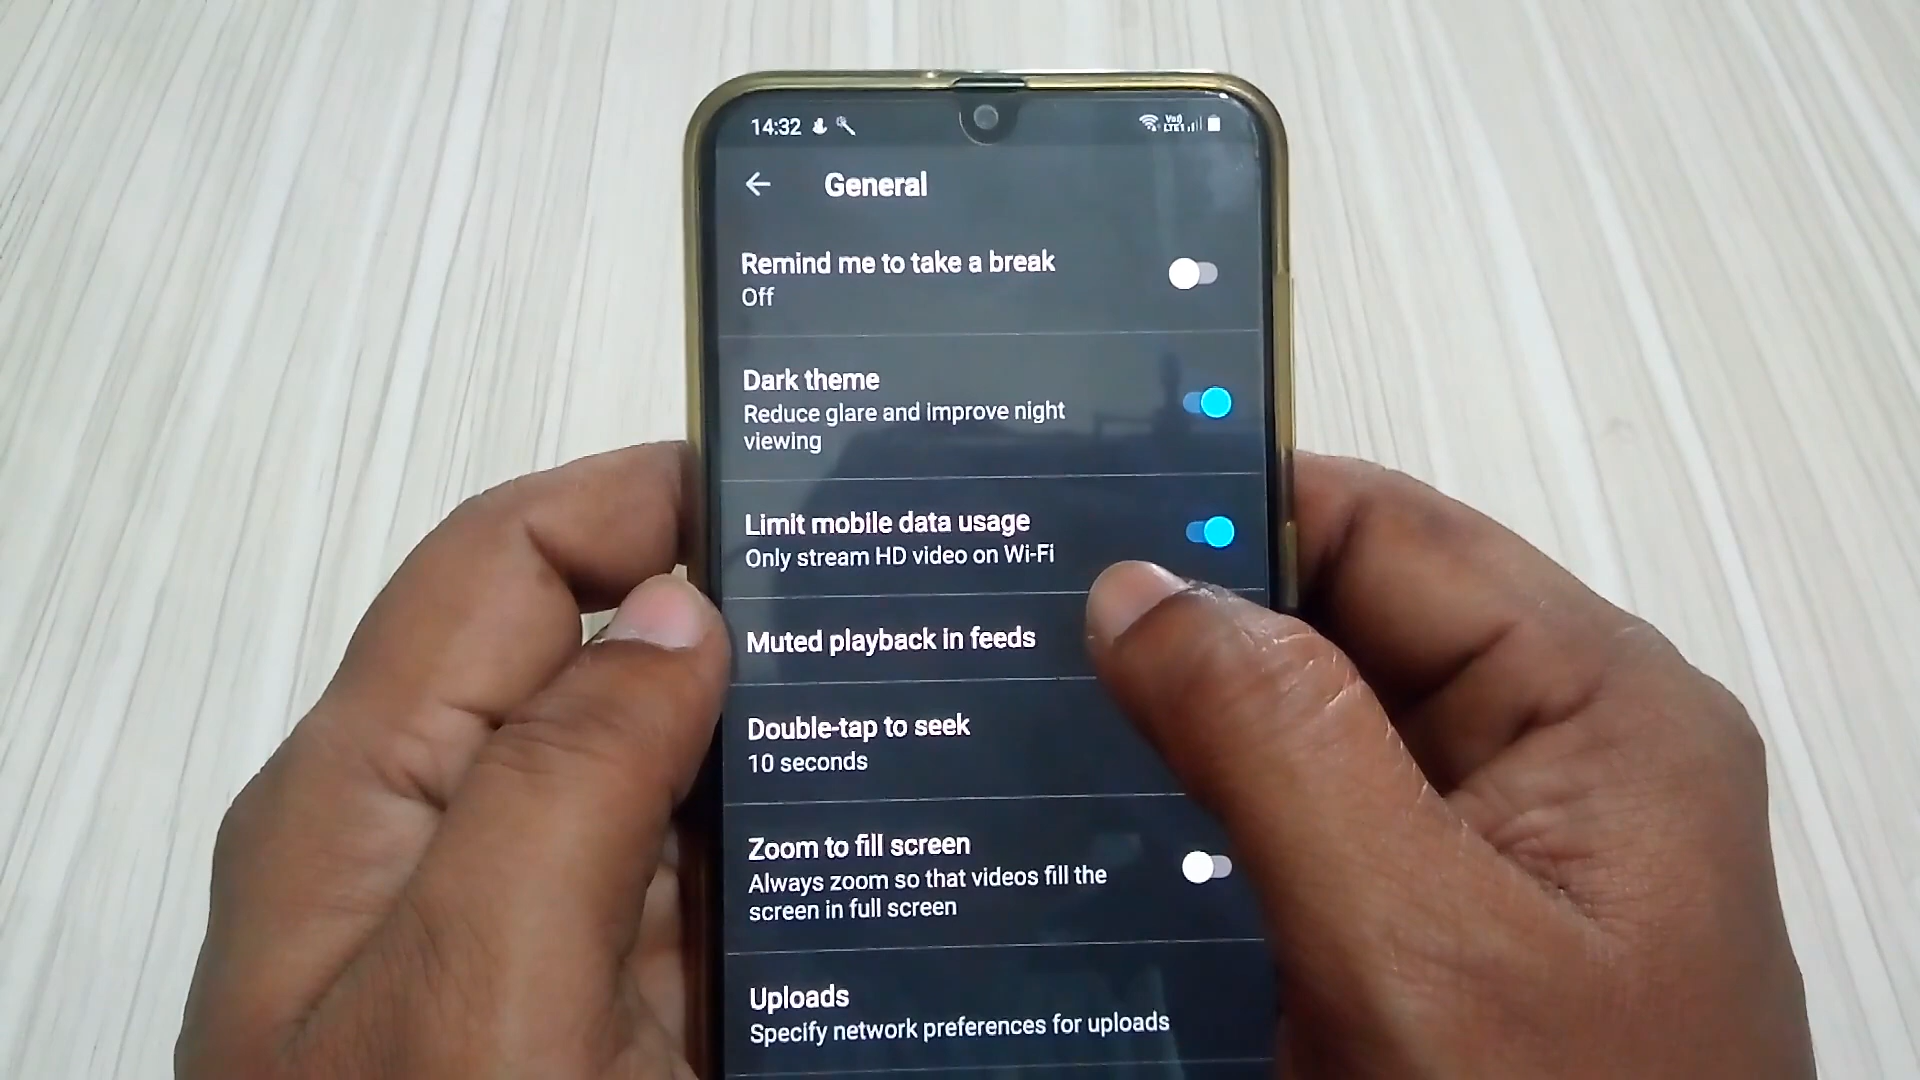 14:32
Vo)
LTE1
General
Remind me to take a break
Off
Dark theme
Reduce glare and improve night
viewing
Limit mobile data usage
Only stream HD video on Wi-Fi
Muted playback in feeds
Double-tap to seek
10 seconds
Zoom to fill screen
Always zoom so that videos fill the
screen in full screen
Uploads
Specify network preferences for uploads